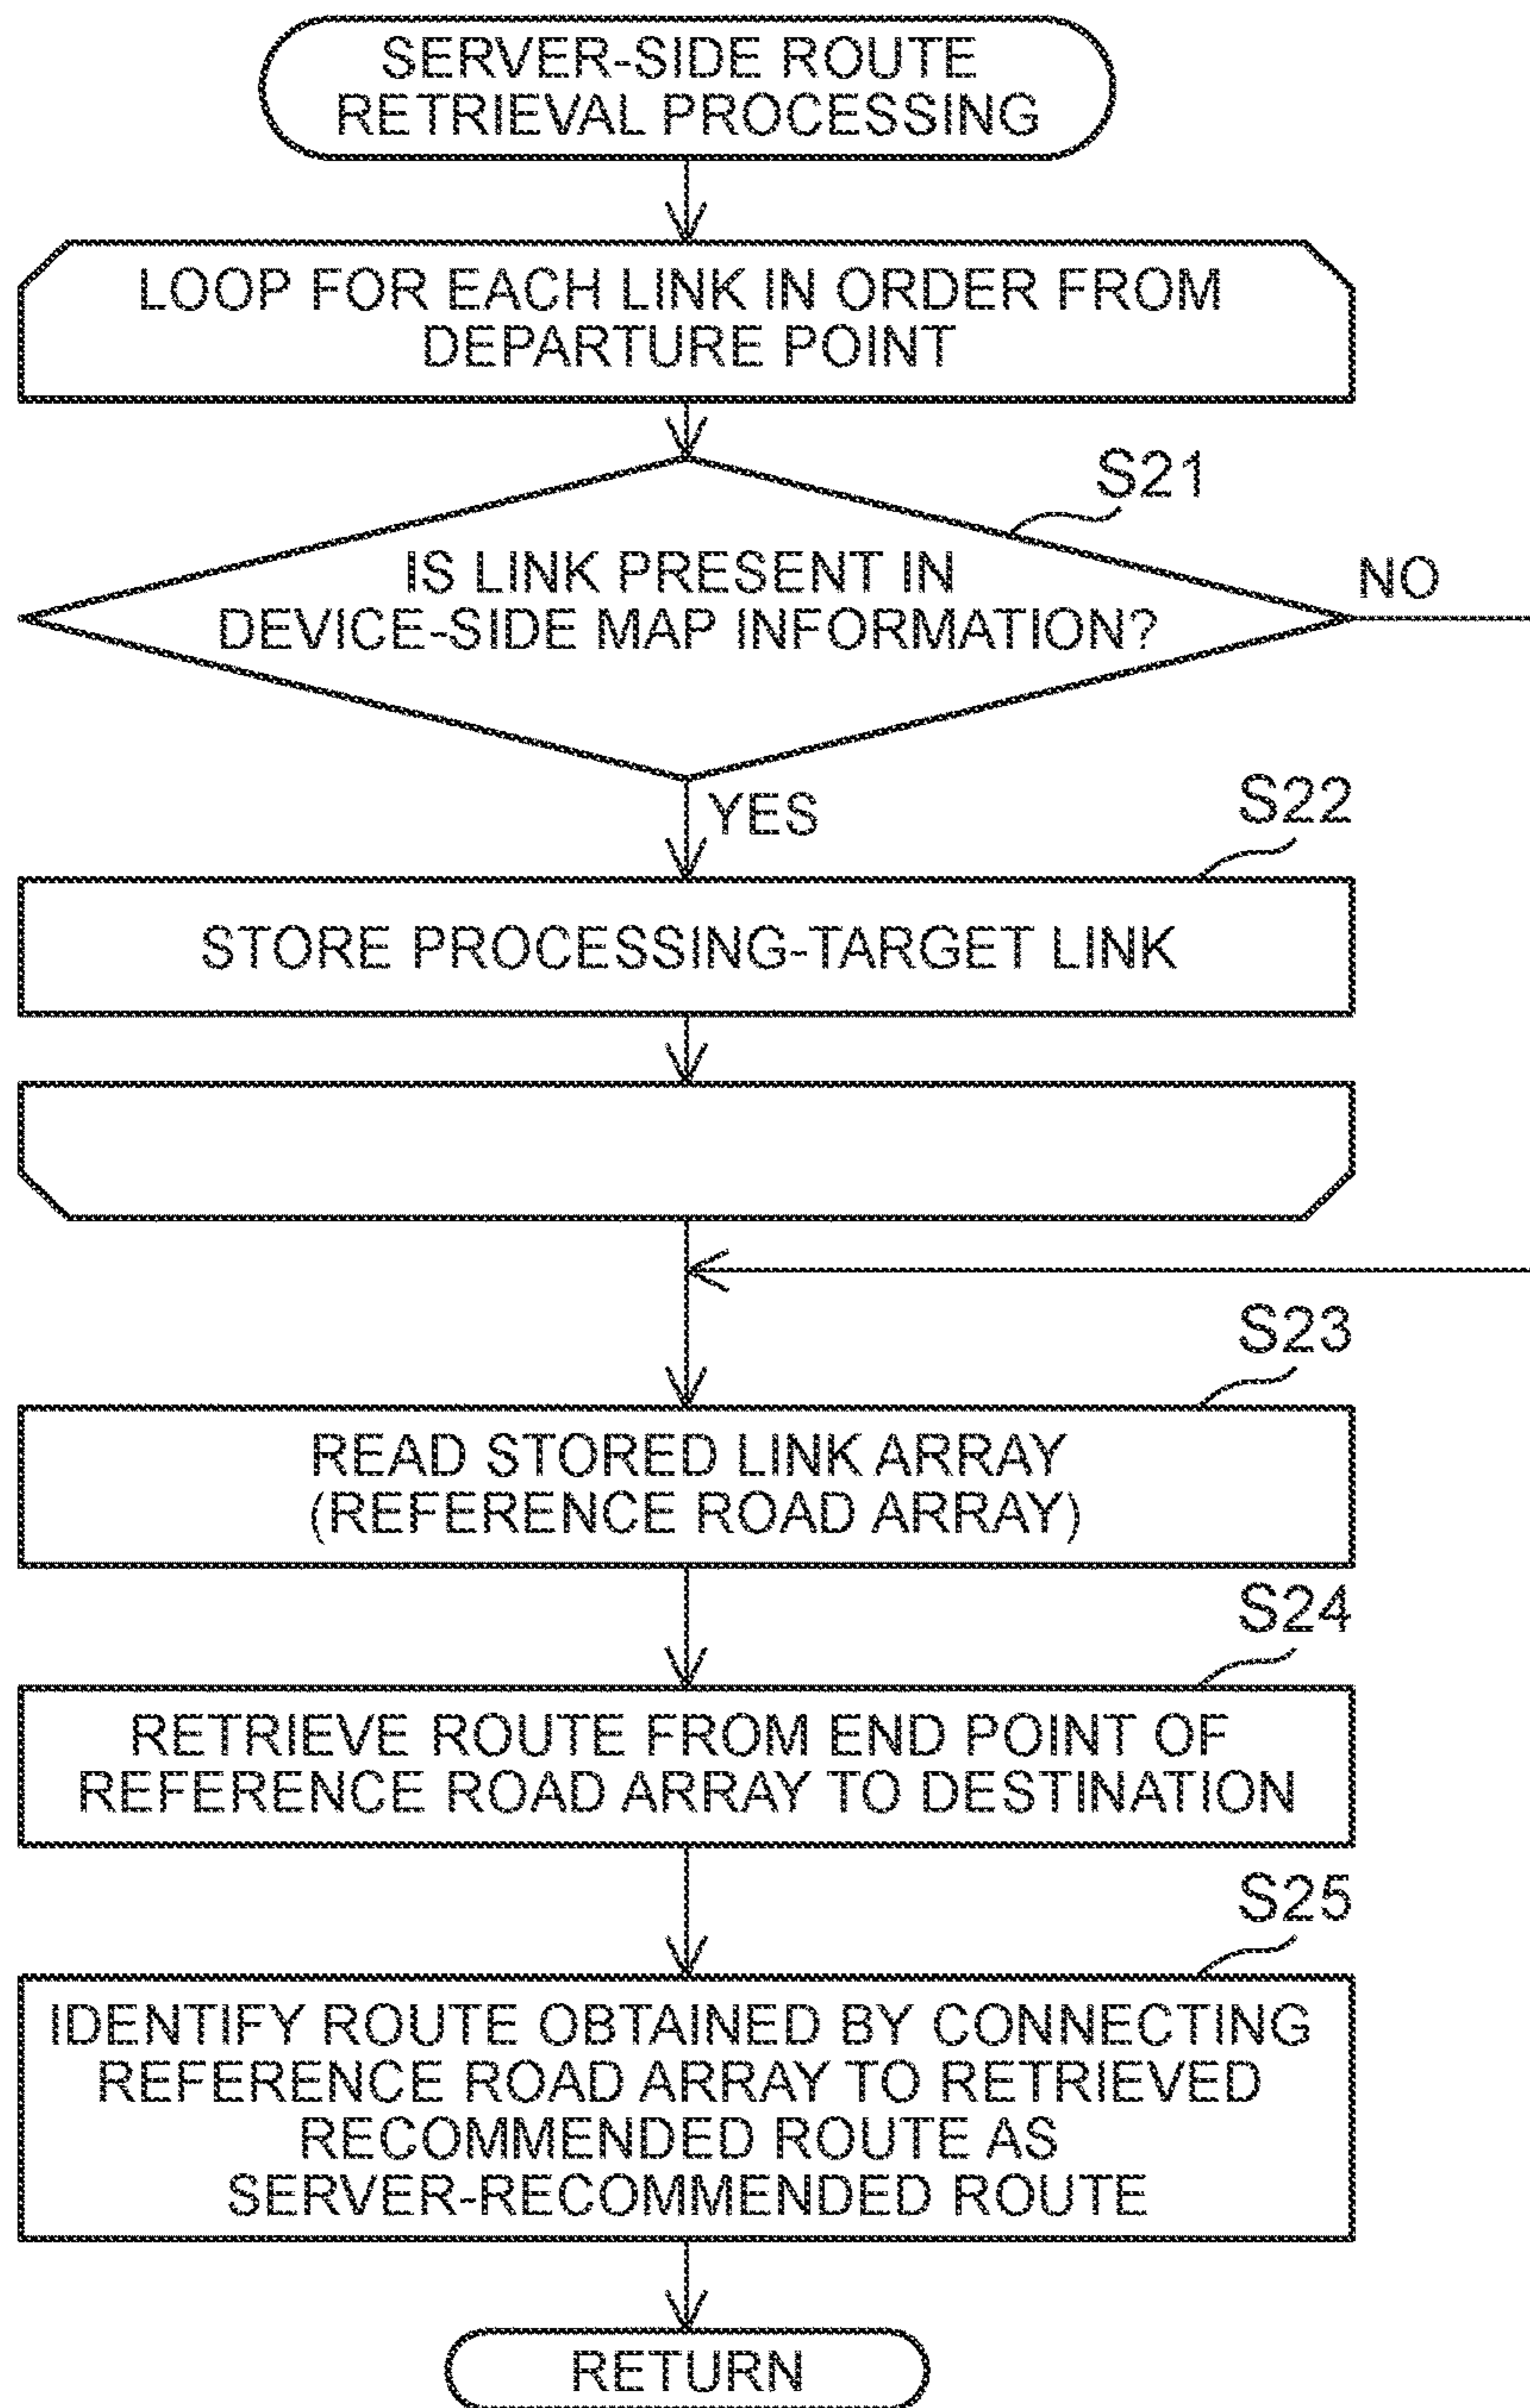 SERVER-SIDE ROUTE
RETRIEVAL PROCESSING
LOOP FOR EACH LINK IN ORDER FROM
DEPARTURE POINT
S21
IS LINK PRESENT IN
DEVICE-SIDE MAP INFORMATION?
NO
YES
S22
STORE PROCESSING-TARGET LINK
S23
READ STORED LINK ARRAY
(REFERENCE ROAD ARRAY)
S24
RETRIEVE ROUTE FROM END POINT OF
REFERENCE ROAD ARRAY TO DESTINATION
S25
IDENTIFY ROUTE OBTAINED BY CONNECTING
REFERENCE ROAD ARRAY TO RETRIEVED
RECOMMENDED ROUTE AS
SERVER-RECOMMENDED ROUTE
RETURN